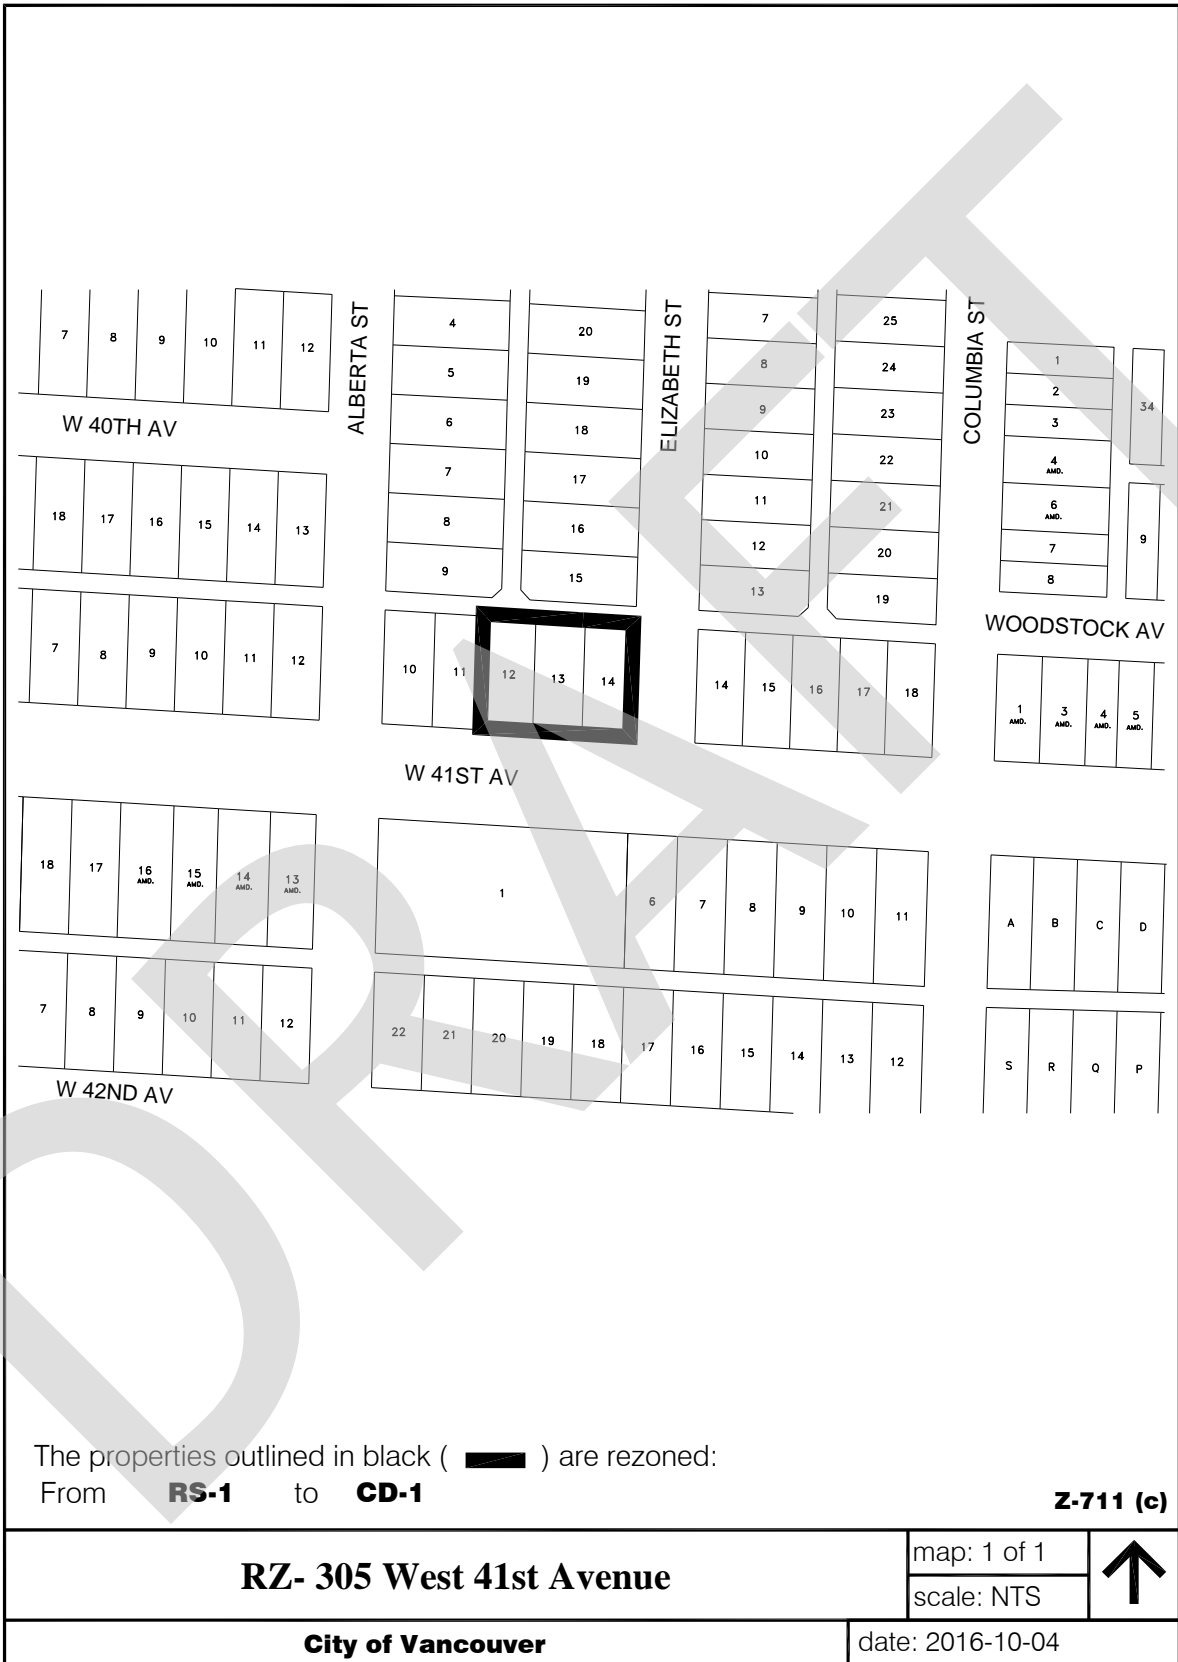 7 8 9 10 11 12
ALBERTA ST
4
5
6
7
8
9
20
19
18
17
16
15
ELIZABETH ST
7
8
9
10
11
12
13
25
24
23
22
21
20
19
COLUMBIA ST
1
2
3
4
AMD.
6
AMD.
7
8
34
9
W 40TH AV
18 17 16 15 14 13
WOODSTOCK AV
7 8 9 10 11 12
10 11 12 13 14
14 15 16 17 18
1 3 4 5
AMD. AMD. AMD. AMD.
W 41ST AV
18 17 16 15 14 13
AMD. AMD. AMD. AMD.
1 6 7 8 9 10 11
A B C D
7 8 9 10 11 12
22 21 20 19 18 17 16 15 14 13 12
S R Q P
W 42ND AV
DRAFT
The properties outlined in black ( ) are rezoned:
From RS-1 to CD-1
Z-711 (c)
RZ- 305 West 41st Avenue
map: 1 of 1
scale: NTS
City of Vancouver
date: 2016-10-04